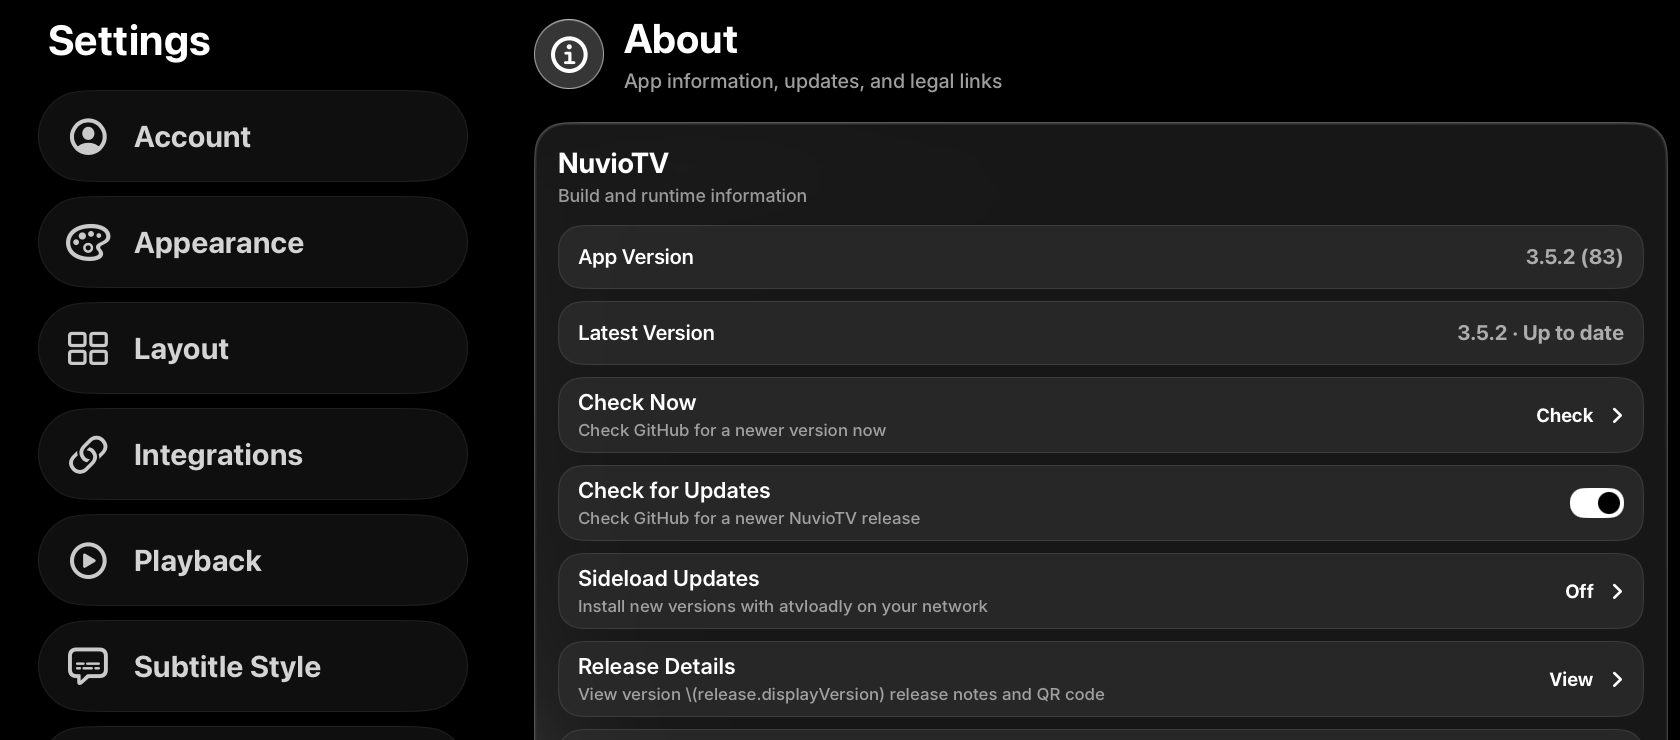 Settings
Account
Appearance
Layout
Integrations
Playback
Subtitle Style
About
App information, updates, and legal links
NuvioTV
Build and runtime information
App Version
3.5.2 (83)
Latest Version
3.5.2 · Up to date
Check Now
Check GitHub for a newer version now
Check
Check for Updates
Check GitHub for a newer NuvioTV release
Sideload Updates
Install new versions with atvloadly on your network
Off
Release Details
View version \(release.displayVersion) release notes and QR code
View